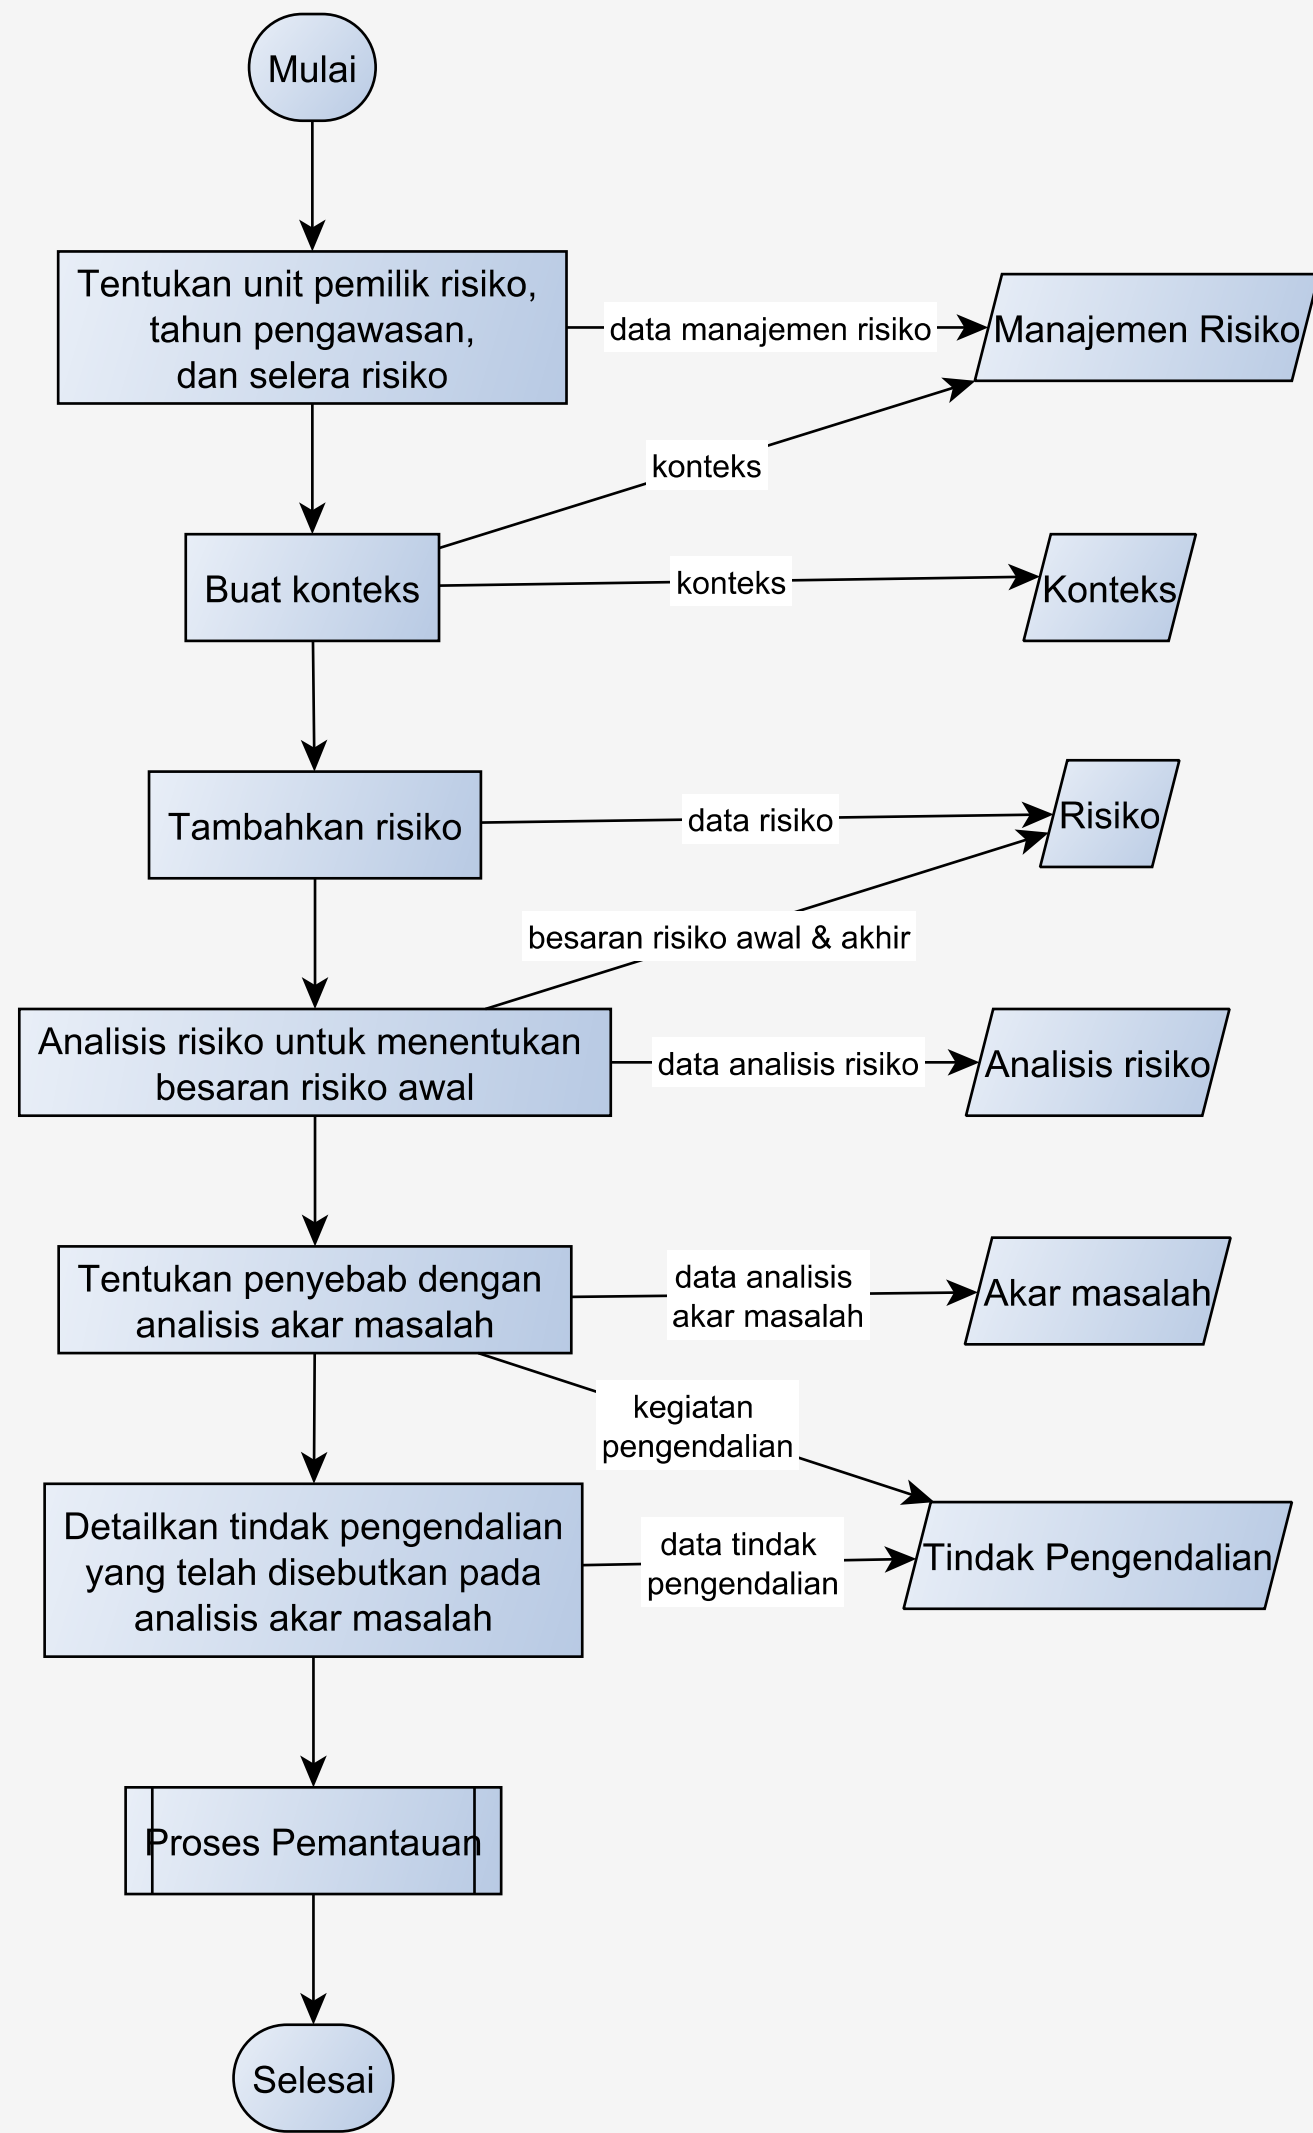 Mulai
Tentukan unit pemilik risiko,
tahun pengawasan,
dan selera risiko
data manajemen risiko
Manajemen Risiko
konteks
Buat konteks
konteks
Konteks
Tambahkan risiko
data risiko
Risiko
besaran risiko awal & akhir
Analisis risiko untuk menentukan
besaran risiko awal
data analisis risiko
Analisis risiko
Tentukan penyebab dengan
analisis akar masalah
data analisis
akar masalah
Akar masalah
kegiatan
pengendalian
Detailkan tindak pengendalian
yang telah disebutkan pada
analisis akar masalah
data tindak
pengendalian
Tindak Pengendalian
Proses Pemantauan
Selesai